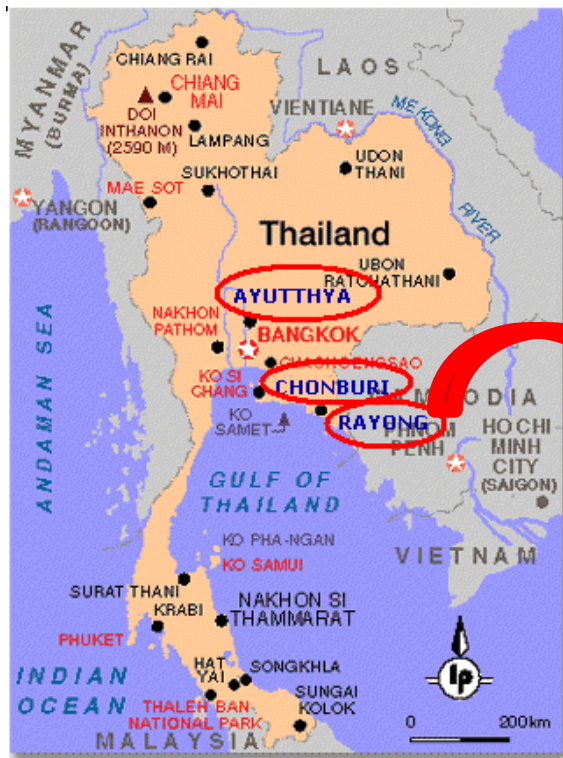 CHIANG RAI
LAOS
MYANMAR
(BURMA)
CHIANG
MAI
DOI
INTHANON
(2590 M)
VIENTIANE
MEKONG
LAMPANG
UDON
THANI
SUKHOTHAI
MAE SOT
YANGON
(RANGOON)
RIVER
Thailand
UBON
RATCHATHANI
AYUTTHYA
NAKHON
PATHOM
BANGKOK
CHACHOENGSAO
KO SI
CHANG
CHONBURI
CAMBODIA
KO
SAMET
RAYONG
PHNOM
PENH
HO CHI
MINH
CITY
(SAIGON)
ANDAMAN SEA
GULF OF
THAILAND
KO PHA-NGAN
KO SAMUI
VIETNAM
SURAT THANI
KRABI
NAKHON SI
THAMMARAT
PHUKET
HAT
YAI
SONGKHLA
INDIAN
OCEAN
THALEH BAN
NATIONAL PARK
SUNGAI
KOLOK
MALAYSIA
lp
0 200km